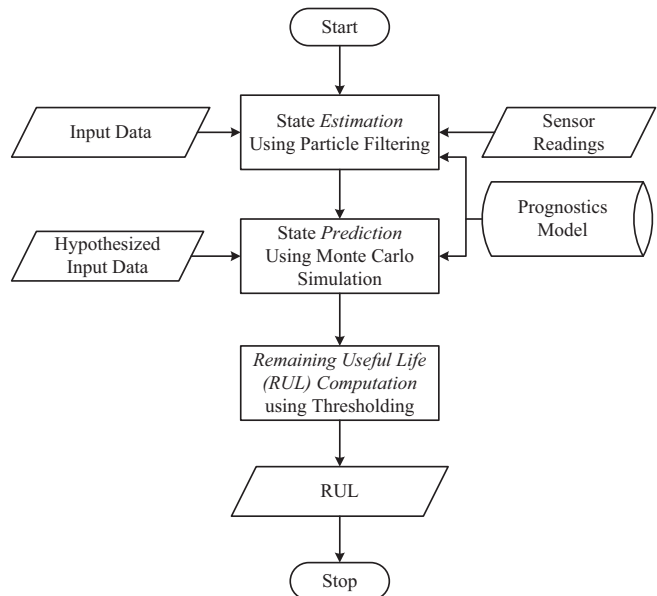 Start
Input Data
State Estimation
Using Particle Filtering
Sensor
Readings
Prognostics
Model
Hypothesized
Input Data
State Prediction
Using Monte Carlo
Simulation
Remaining Useful Life
(RUL) Computation
using Thresholding
RUL
Stop